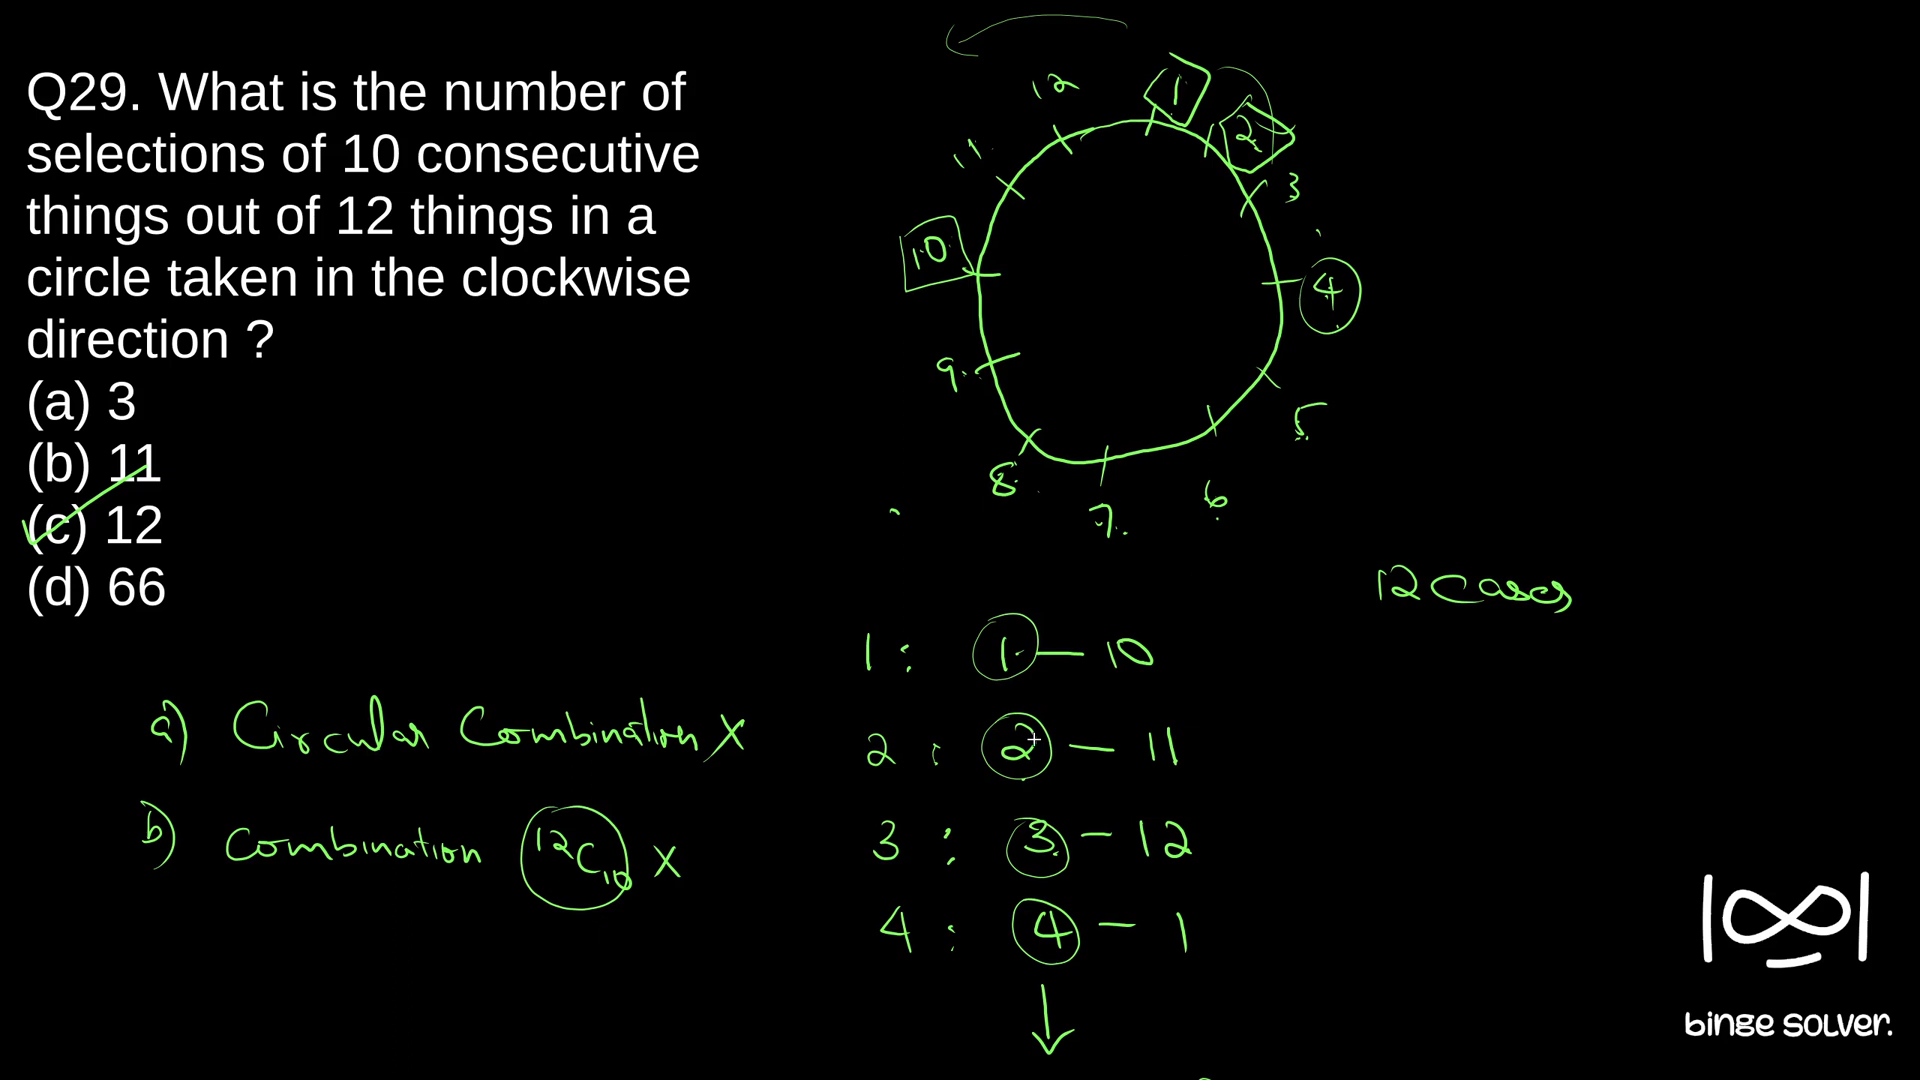 Q29. What is the number of
selections of 10 consecutive
things out of 12 things in a
circle taken in the clockwise
direction ?
(a) 3
(b) 11
(c) 12
(d) 66
12
1
2
3
4
5
6
7
8
9
10
11
12 Cases
1 : 1 — 10
2 : 2 — 11
3 : 3 — 12
4 : 4 — 1
a) Circular Combination X
b) Combination 12C10 X
binge solver.